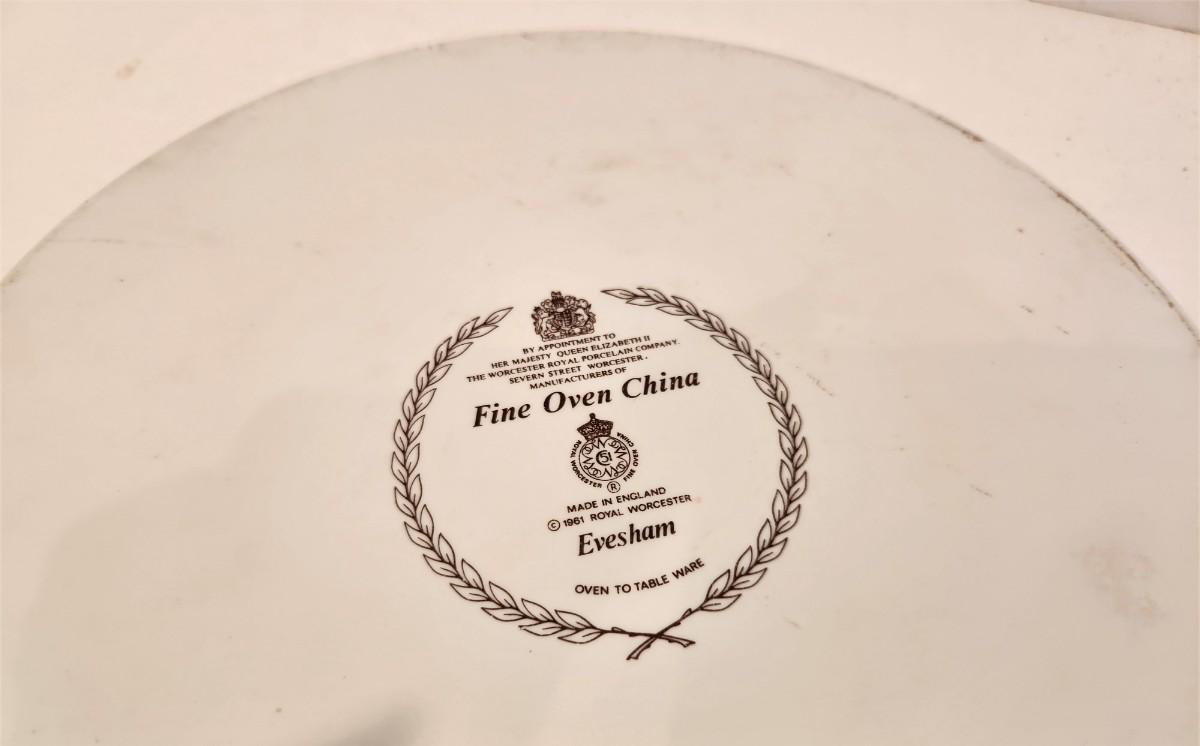 BY APPOINTMENT TO
HER MAJESTY QUEEN ELIZABETH II
THE WORCESTER ROYAL PORCELAIN COMPANY.
SEVERN STREET WORCESTER.
MANUFACTURERS OF
Fine Oven China
51
ROYAL WORCESTER FINE OVEN CHINA
®
MADE IN ENGLAND
© 1961 ROYAL WORCESTER
Evesham
OVEN TO TABLE WARE